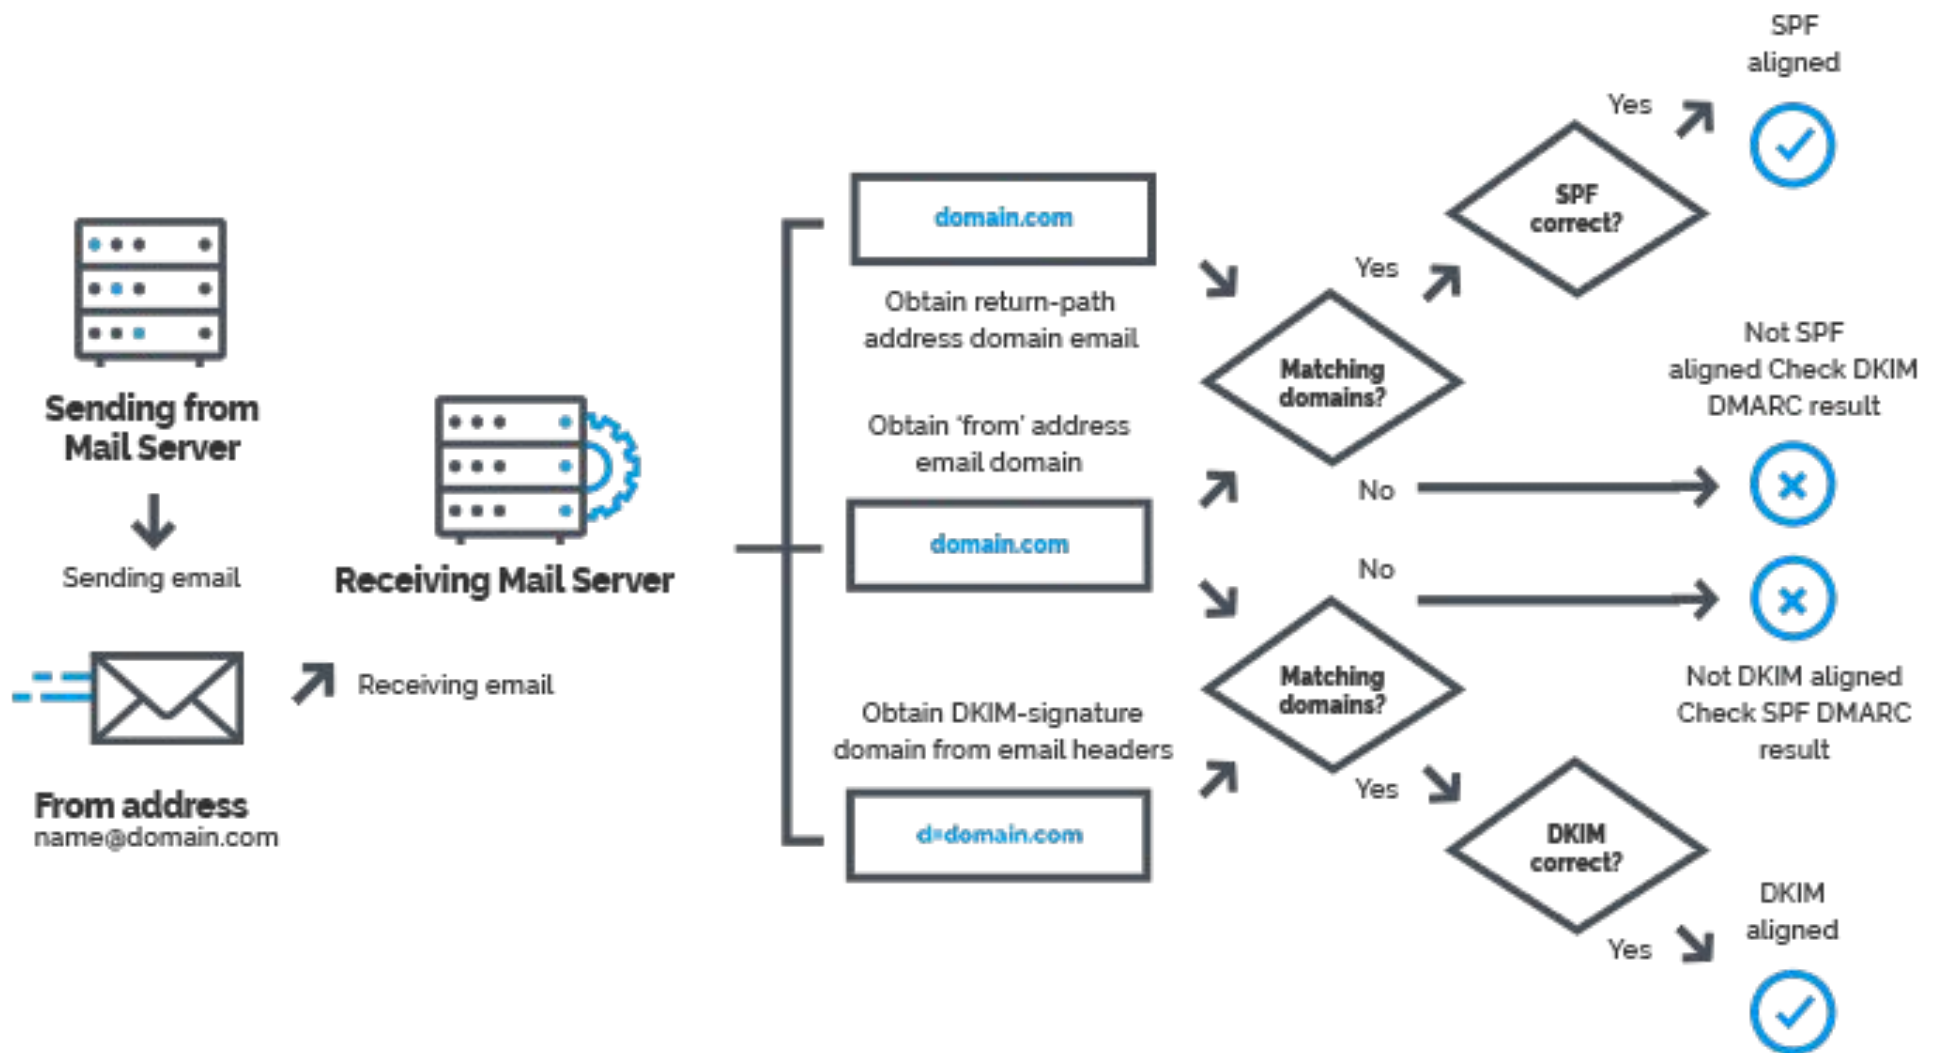 Sending from
Mail Server
Sending email
From address
name@domain.com
Receiving email
Receiving Mail Server
domain.com
Obtain return-path
address domain email
Obtain ‘from’ address
email domain
domain.com
Obtain DKIM-signature
domain from email headers
d=domain.com
Matching
domains?
Yes
No
No
Matching
domains?
Yes
SPF
correct?
Yes
SPF
aligned
Not SPF
aligned Check DKIM
DMARC result
Not DKIM aligned
Check SPF DMARC
result
DKIM
correct?
Yes
DKIM
aligned